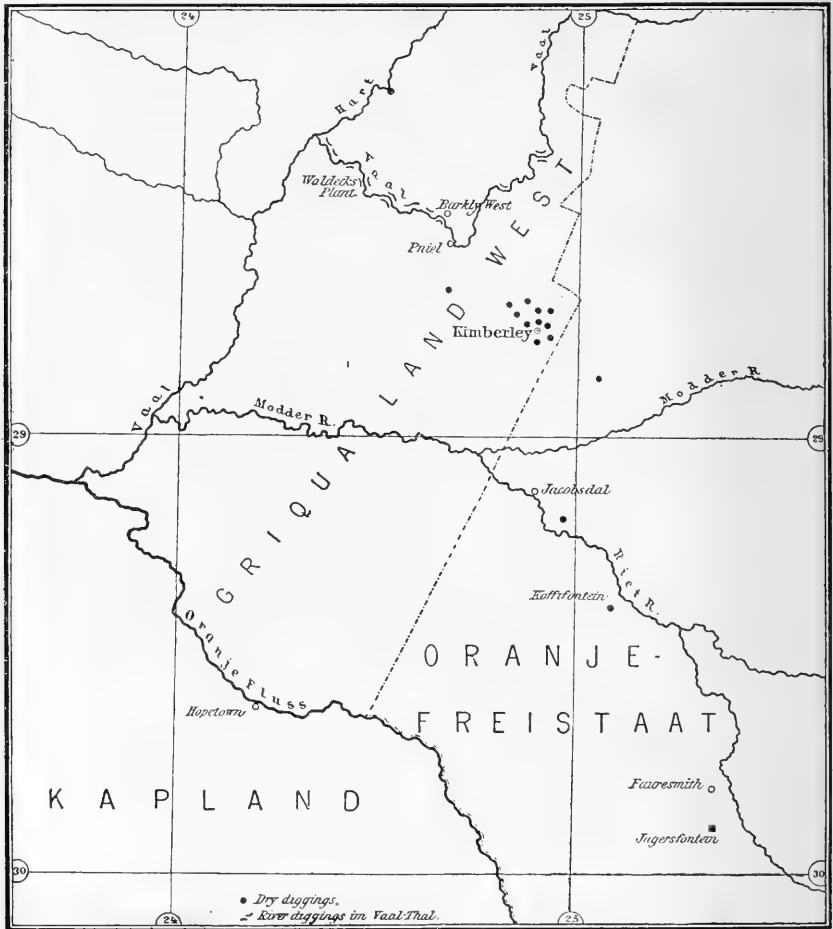 24
25
Hart
Vaal
Vaal
Waldecks
Plant.
Barkly West
Pniel
Kimberley
GRIQUALAND WEST
Vaal
Modder R.
Modder R
29
29
Jacobsdal
Riet R.
Koffifontein
ORANJE-
FREISTAAT
Oranje Fluss
Hopetown
KAPLAND
Fauresmith
Jagersfontein
30
30
Dry diggings.
River diggings im Vaal-Thal.
24
25